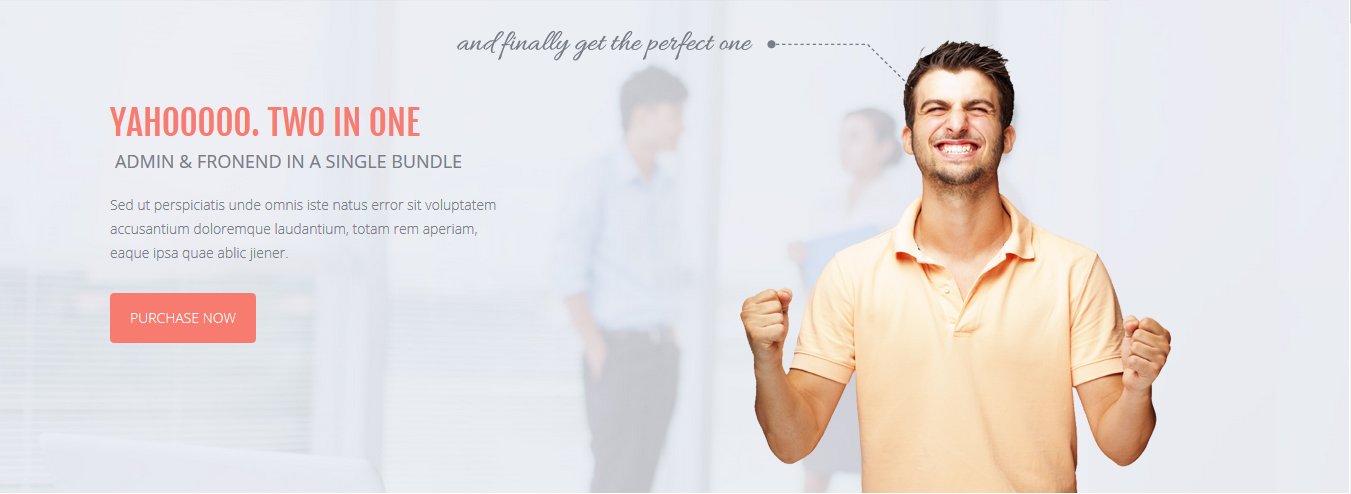 and finally get the perfect one
YAHOOOOO. TWO IN ONE
ADMIN & FRONEND IN A SINGLE BUNDLE
Sed ut perspiciatis unde omnis iste natus error sit voluptatem
accusantium doloremque laudantium, totam rem aperiam,
eaque ipsa quae ablic jiener.
PURCHASE NOW